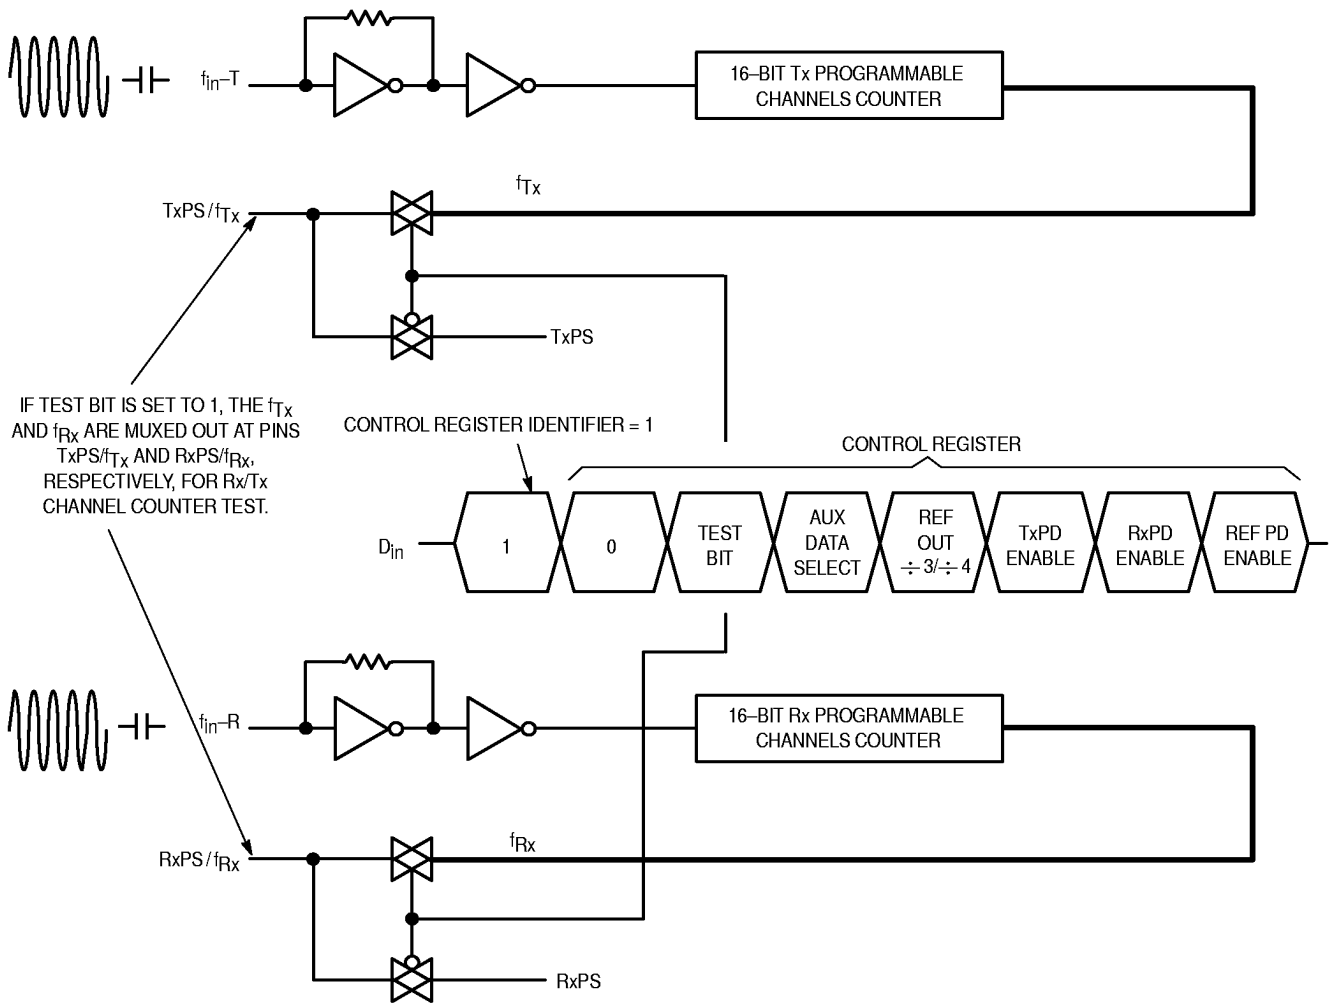 fin–T
16–BIT Tx PROGRAMMABLE
CHANNELS COUNTER
TxPS/fTx
fTx
TxPS
IF TEST BIT IS SET TO 1, THE fTx
AND fRx ARE MUXED OUT AT PINS
TxPS/fTx AND RxPS/fRx,
RESPECTIVELY, FOR Rx/Tx
CHANNEL COUNTER TEST.
CONTROL REGISTER IDENTIFIER = 1
CONTROL REGISTER
Din
1
0
TEST
BIT
AUX
DATA
SELECT
REF
OUT
÷3/÷4
TxPD
ENABLE
RxPD
ENABLE
REF PD
ENABLE
fin–R
16–BIT Rx PROGRAMMABLE
CHANNELS COUNTER
RxPS/fRx
fRx
RxPS